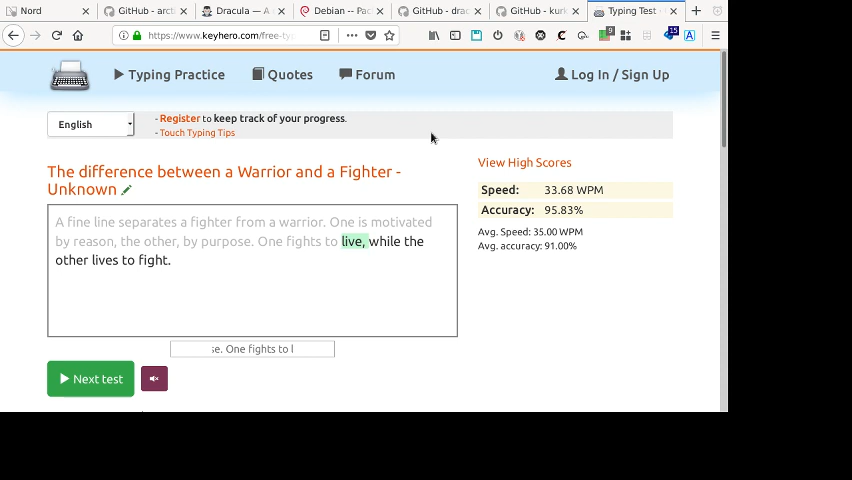 Nord
GitHub - arcti
Dracula — A d
Debian -- Pac
GitHub - drac
GitHub - kurk
Typing Test -
https://www.keyhero.com/free-ty
9
15
Typing Practice
Quotes
Forum
Log In / Sign Up
English
- Register to keep track of your progress.
- Touch Typing Tips
The difference between a Warrior and a Fighter -
Unknown
A fine line separates a fighter from a warrior. One is motivated
by reason, the other, by purpose. One fights to live, while the
other lives to fight.
se. One fights to l
Next test
View High Scores
Speed: 33.68 WPM
Accuracy: 95.83%
Avg. Speed: 35.00 WPM
Avg. accuracy: 91.00%